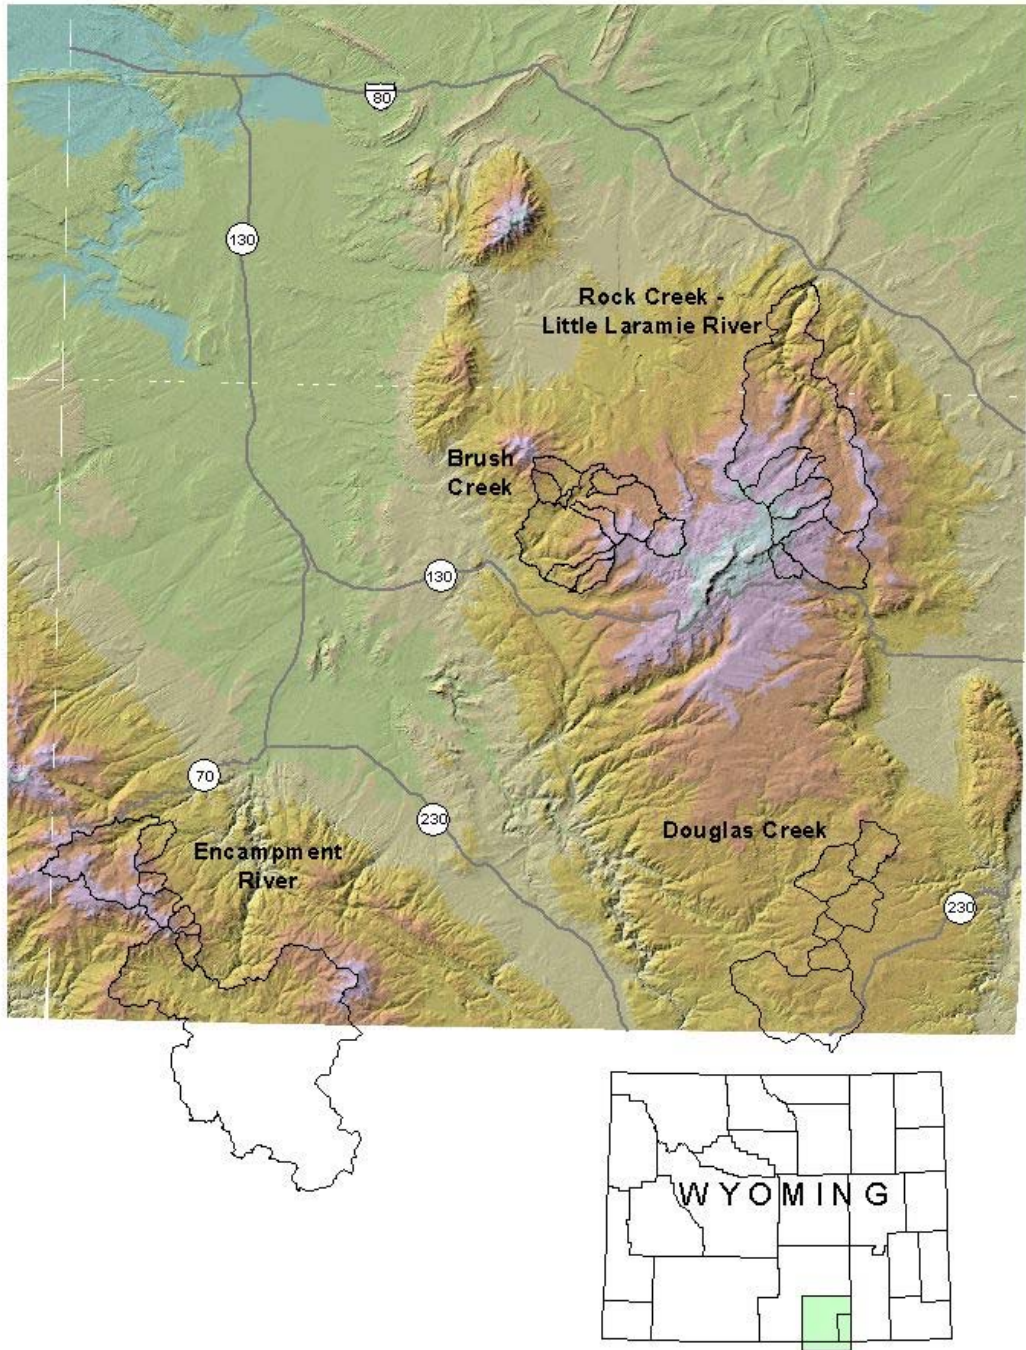 80
130
Rock Creek -
Little Laramie River
Brush
Creek
130
70
230
Encampment
River
Douglas Creek
230
WYOMING